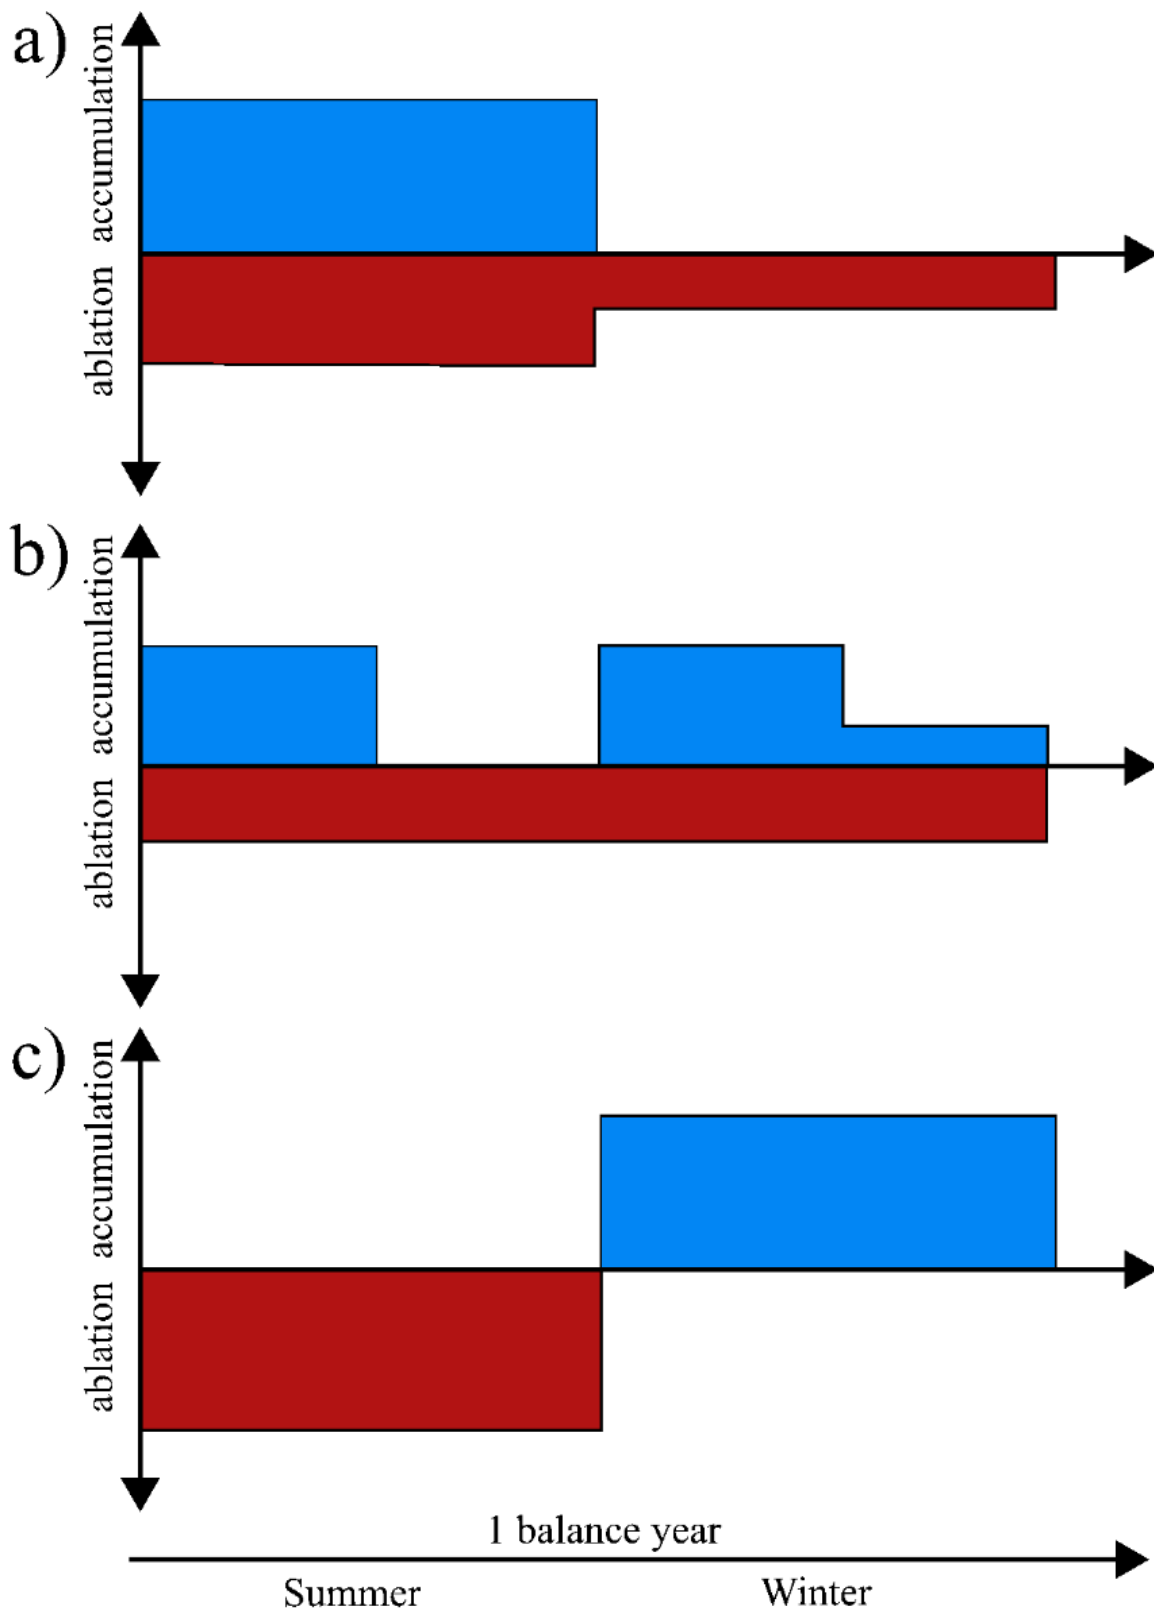 a)
accumulation
ablation
b)
accumulation
ablation
c)
accumulation
ablation
1 balance year
Summer
Winter